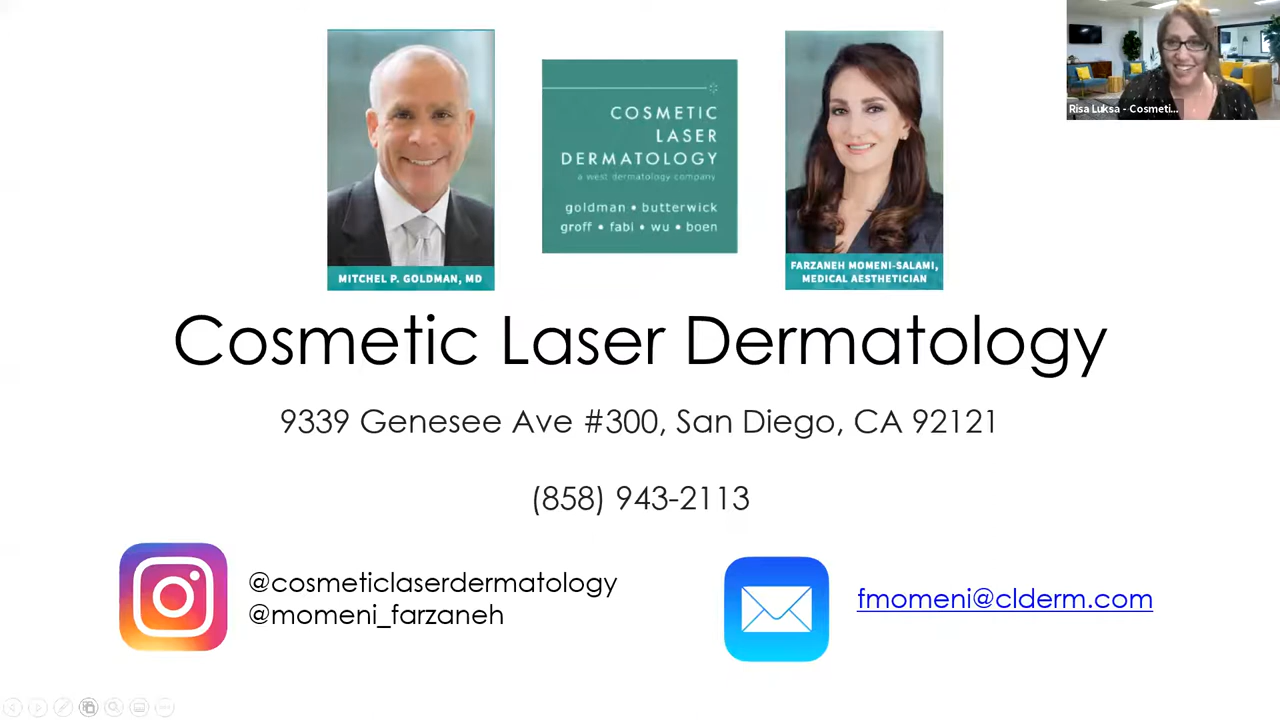 Risa Luksa - Cosmeti...
COSMETIC
LASER
DERMATOLOGY
a west dermatology company
goldman • butterwick
groff • fabi • wu • boen
MITCHEL P. GOLDMAN, MD
FARZANEH MOMENI-SALAMI,
MEDICAL AESTHETICIAN
Cosmetic Laser Dermatology
9339 Genesee Ave #300, San Diego, CA 92121
(858) 943-2113
@cosmeticlaserdermatology
@momeni_farzaneh
fmomeni@clderm.com